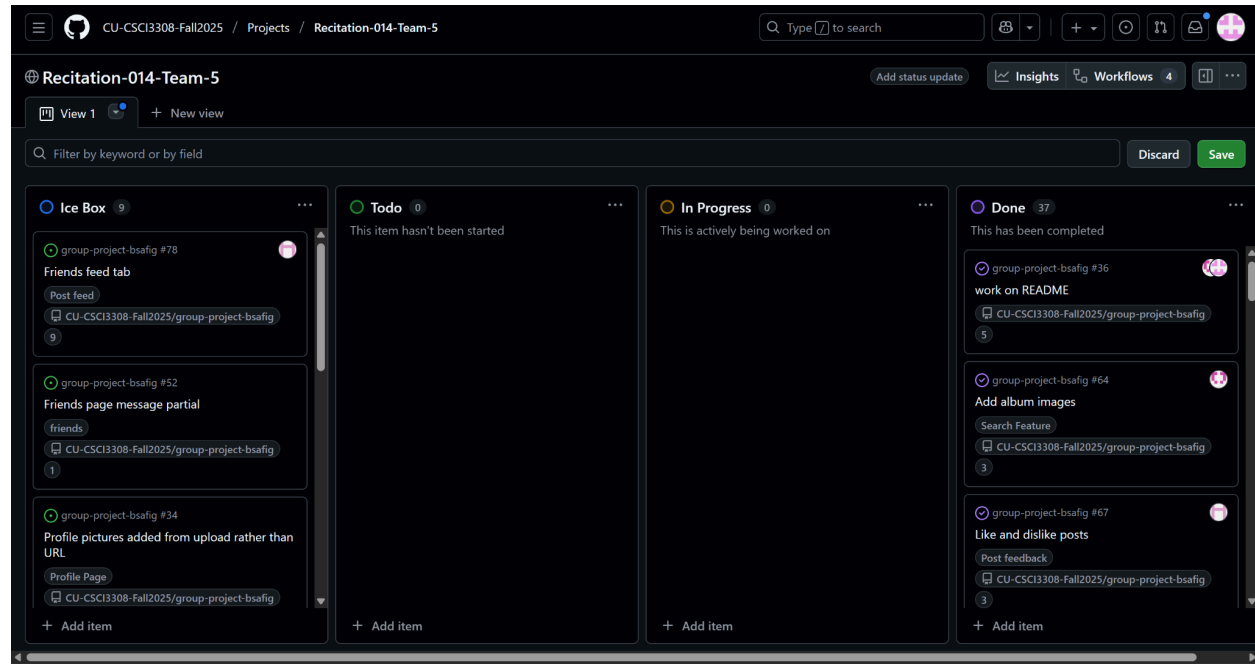 CU-CSCI3308-Fall2025 / Projects / Recitation-014-Team-5
Type / to search
Recitation-014-Team-5
Add status update
Insights
Workflows 4
View 1
New view
Filter by keyword or by field
Discard
Save
Ice Box 9
group-project-bsafig #78
Friends feed tab
Post feed
CU-CSCI3308-Fall2025/group-project-bsafig
9
group-project-bsafig #52
Friends page message partial
friends
CU-CSCI3308-Fall2025/group-project-bsafig
1
group-project-bsafig #34
Profile pictures added from upload rather than
URL
Profile Page
CU-CSCI3308-Fall2025/group-project-bsafig
+ Add item
Todo 0
This item hasn't been started
+ Add item
In Progress 0
This is actively being worked on
+ Add item
Done 37
This has been completed
group-project-bsafig #36
work on README
CU-CSCI3308-Fall2025/group-project-bsafig
5
group-project-bsafig #64
Add album images
Search Feature
CU-CSCI3308-Fall2025/group-project-bsafig
3
group-project-bsafig #67
Like and dislike posts
Post feedback
CU-CSCI3308-Fall2025/group-project-bsafig
3
+ Add item